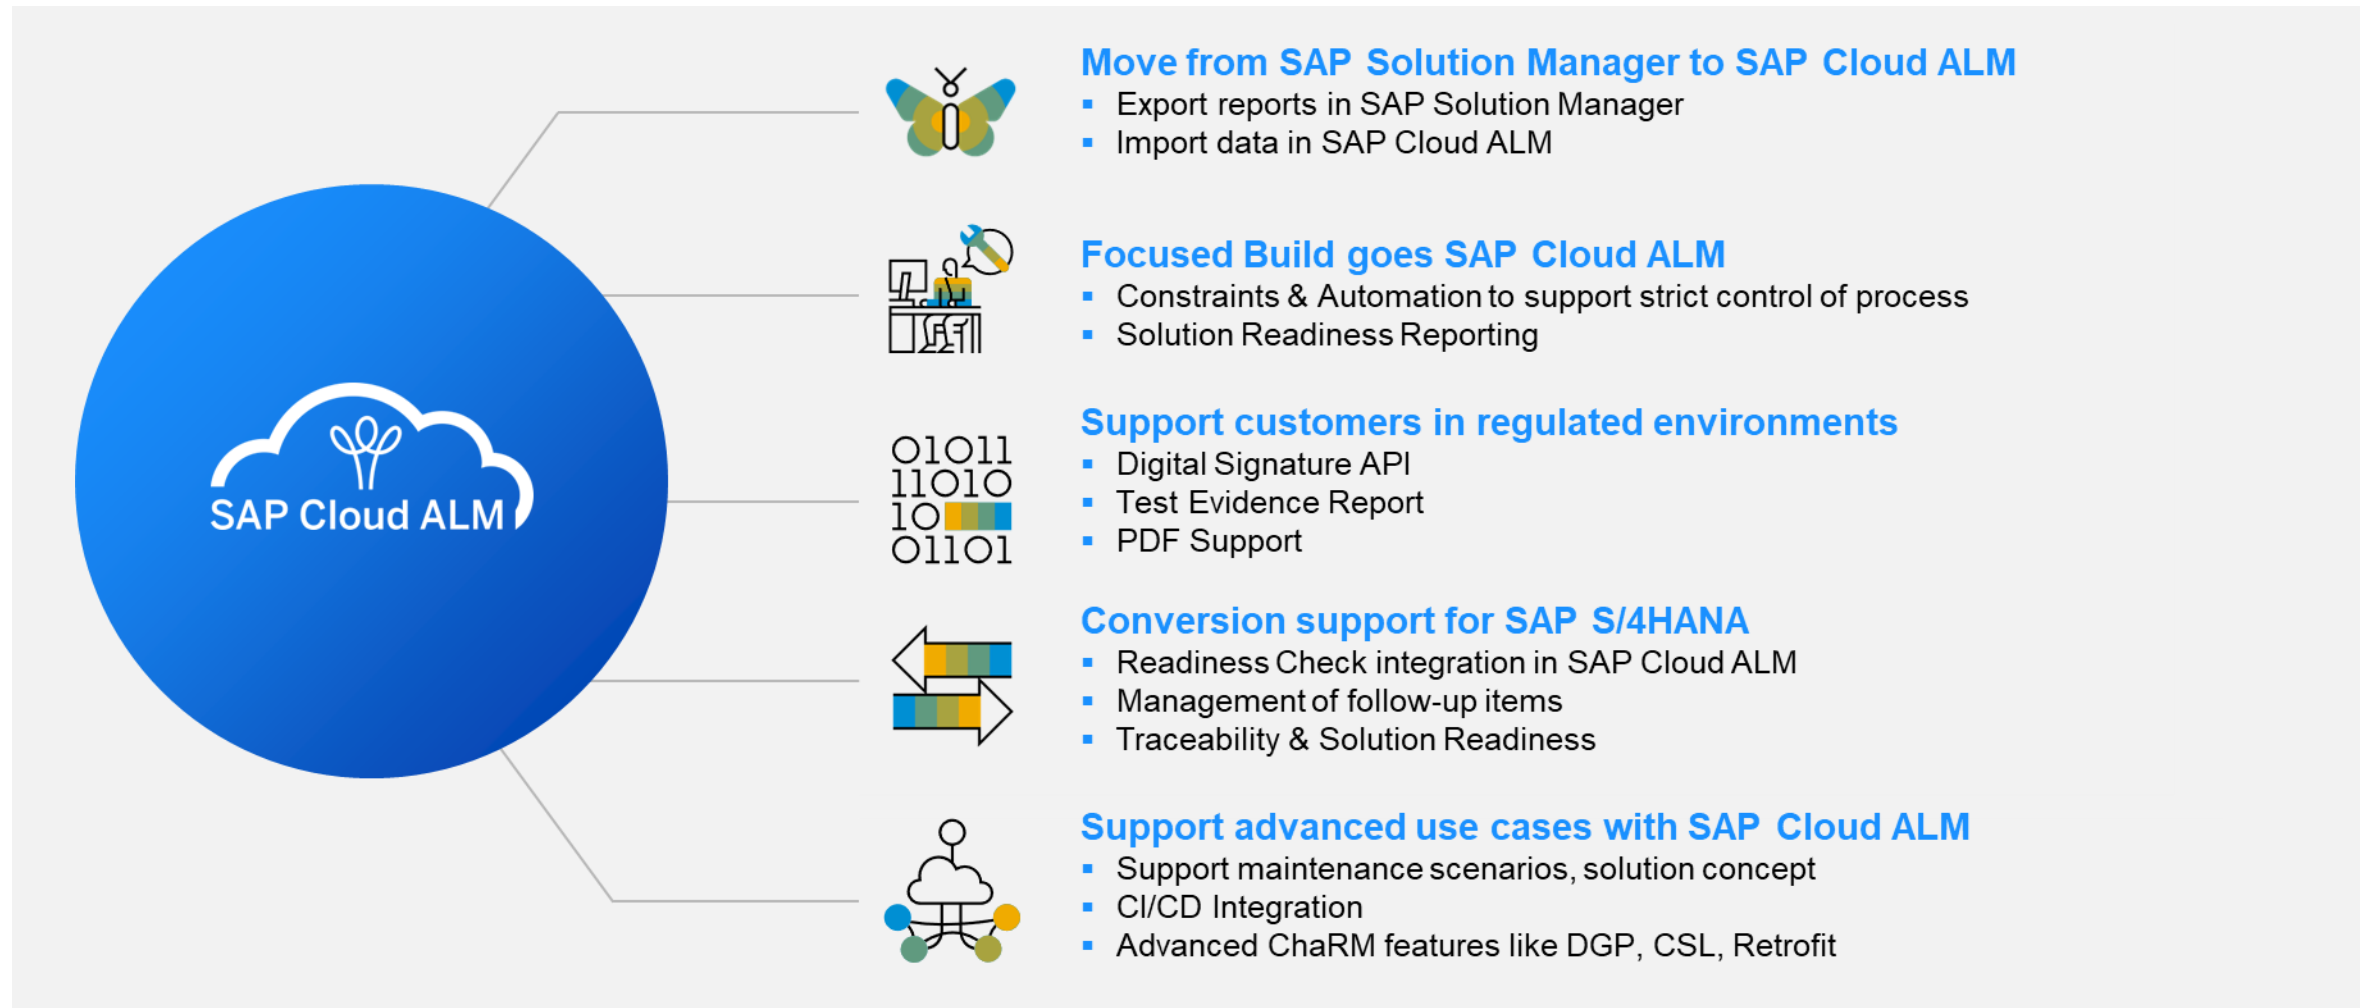 Move from SAP Solution Manager to SAP Cloud ALM
▪ Export reports in SAP Solution Manager
▪ Import data in SAP Cloud ALM
Focused Build goes SAP Cloud ALM
▪ Constraints & Automation to support strict control of process
▪ Solution Readiness Reporting
SAP Cloud ALM
Support customers in regulated environments
▪ Digital Signature API
▪ Test Evidence Report
▪ PDF Support
01011
11010
10
01101
Conversion support for SAP S/4HANA
▪ Readiness Check integration in SAP Cloud ALM
▪ Management of follow-up items
▪ Traceability & Solution Readiness
Support advanced use cases with SAP Cloud ALM
▪ Support maintenance scenarios, solution concept
▪ CI/CD Integration
▪ Advanced ChaRM features like DGP, CSL, Retrofit